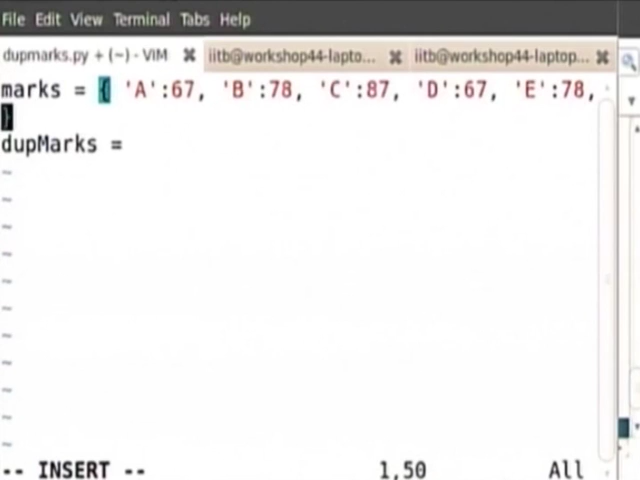 File Edit View Terminal Tabs Help
dupmarks.py + (~) - VIM iitb@workshop44-lapto... iitb@workshop44-laptop...
marks = { 'A':67, 'B':78, 'C':87, 'D':67, 'E':78,
}
dupMarks =
~
~
~
~
~
~
~
~
~
~
~
-- INSERT -- 1,50 All